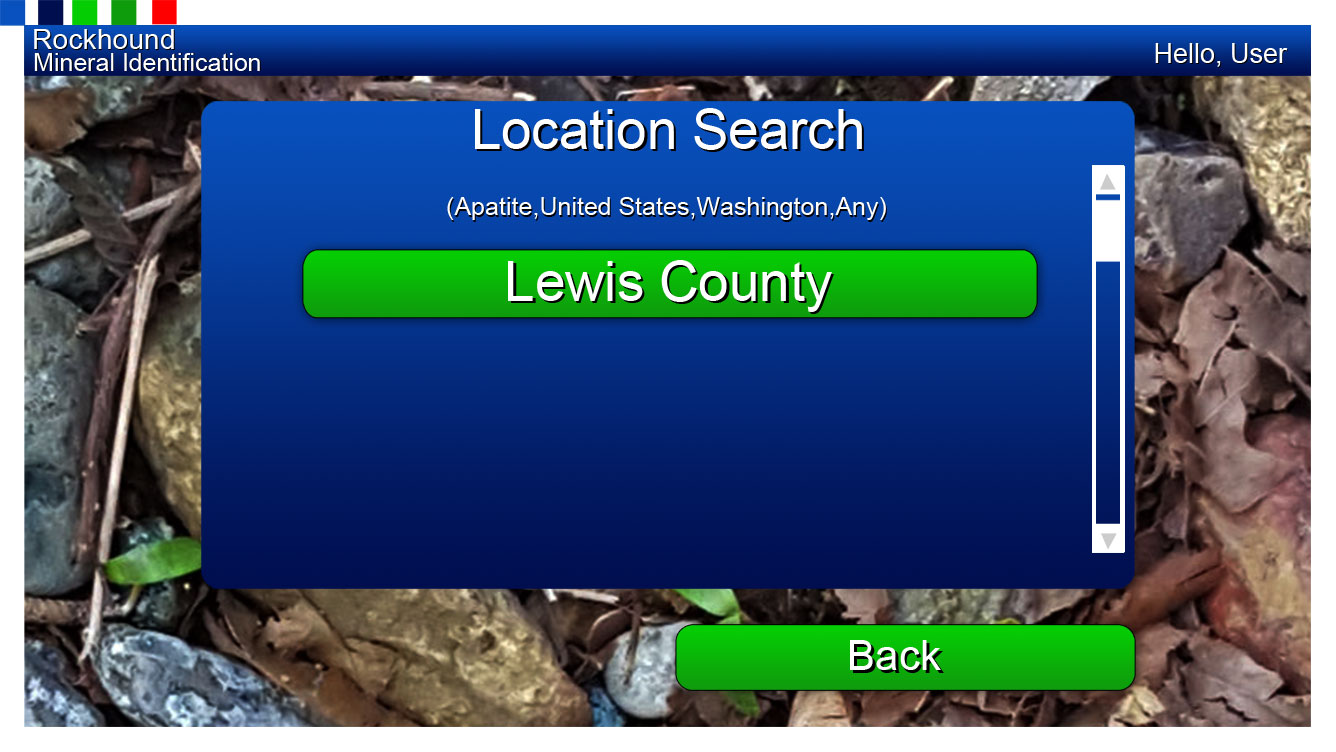 Rockhound
Mineral Identification
Hello, User
Location Search
(Apatite,United States,Washington,Any)
Lewis County
Back